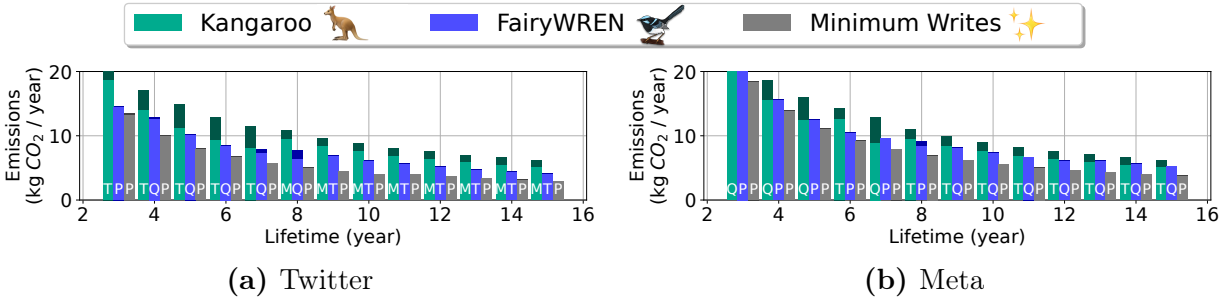 Kangaroo FairyWREN Minimum Writes
Emissions
(kg CO₂ / year)
20
10
0
TPP TQP TQP TQP TQP MQP MTP MTP MTP MTP MTP MTP MTP
2 4 6 8 10 12 14 16
Lifetime (year)
(a) Twitter
Emissions
(kg CO₂ / year)
20
10
0
QPP QPP QPP TPP QPP TPP TQP TQP TQP TQP TQP TQP TQP
2 4 6 8 10 12 14 16
Lifetime (year)
(b) Meta